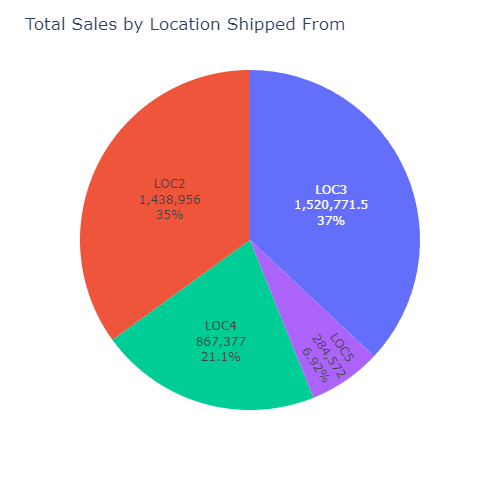 Total Sales by Location Shipped From
LOC2
1,438,956
35%
LOC3
1,520,771.5
37%
LOC4
867,377
21.1%
LOC5
284,572
6.92%